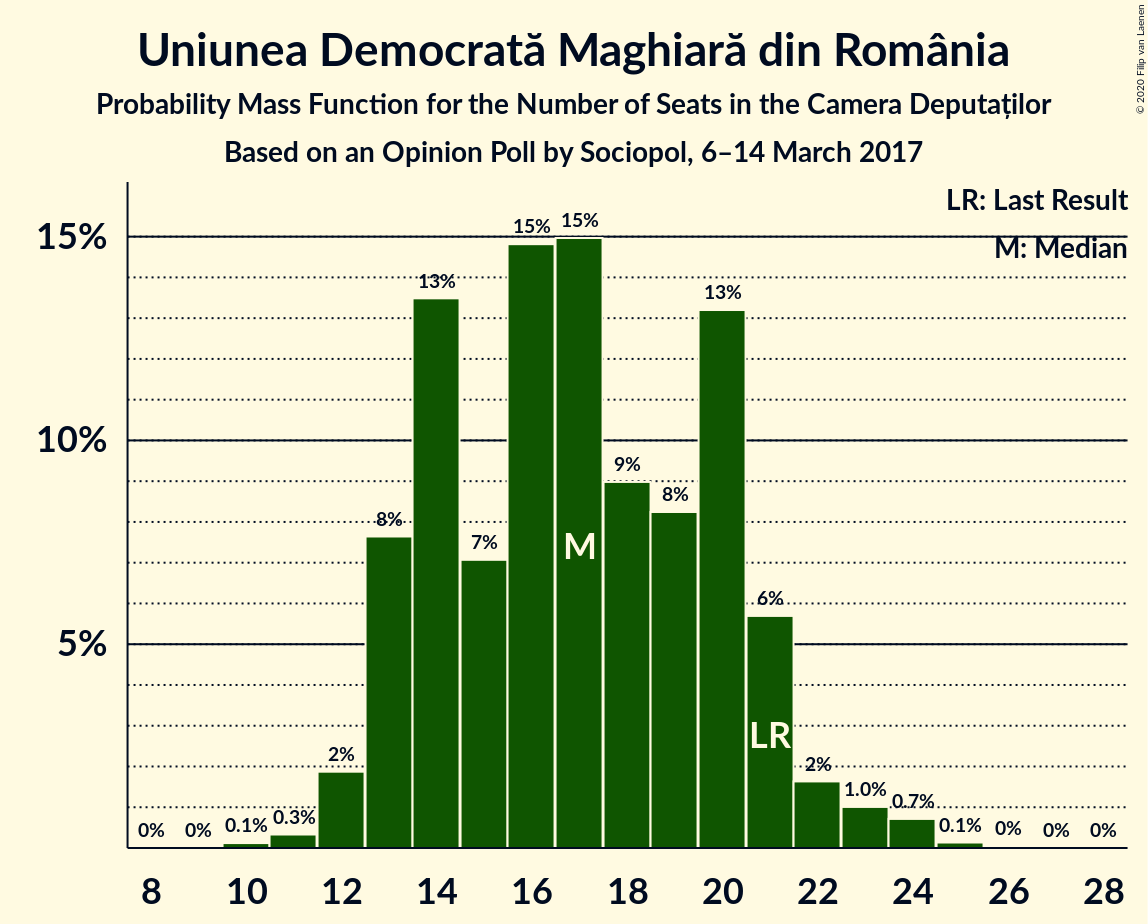 Uniunea Democrată Maghiară din România
Probability Mass Function for the Number of Seats in the Camera Deputaților
Based on an Opinion Poll by Sociopol, 6–14 March 2017
© 2020 Filip van Laenen
LR: Last Result
M: Median
15%
10%
5%
0% 0% 0.1% 0.3% 2% 8% 13% 7% 15% 15% 9% 8% 13% 6% 2% 1.0% 0.7% 0.1% 0% 0% 0%
M
LR
8 10 12 14 16 18 20 22 24 26 28